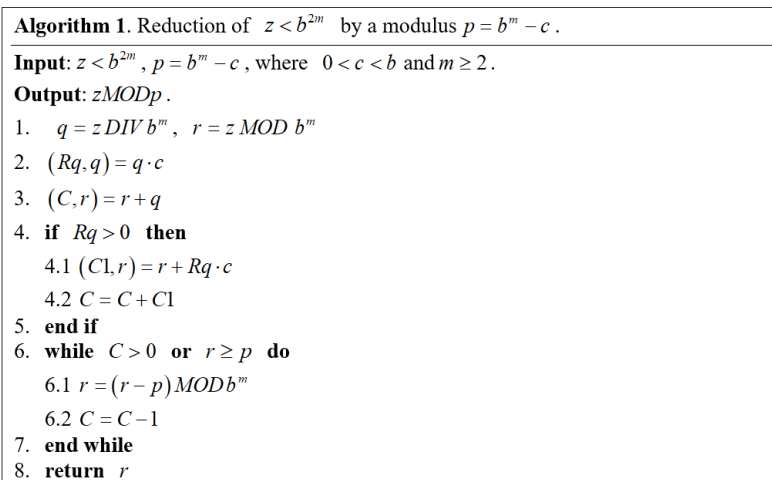 Algorithm 1. Reduction of z < b^{2m} by a modulus p = b^m − c .
Input: z < b^{2m} , p = b^m − c , where 0 < c < b and m ≥ 2 .
Output: zMODp .
1. q = z DIV b^m , r = z MOD b^m
2. (Rq,q) = q·c
3. (C,r) = r + q
4. if Rq > 0 then
4.1 (C1,r) = r + Rq·c
4.2 C = C + C1
5. end if
6. while C > 0 or r ≥ p do
6.1 r = (r − p) MOD b^m
6.2 C = C − 1
7. end while
8. return r